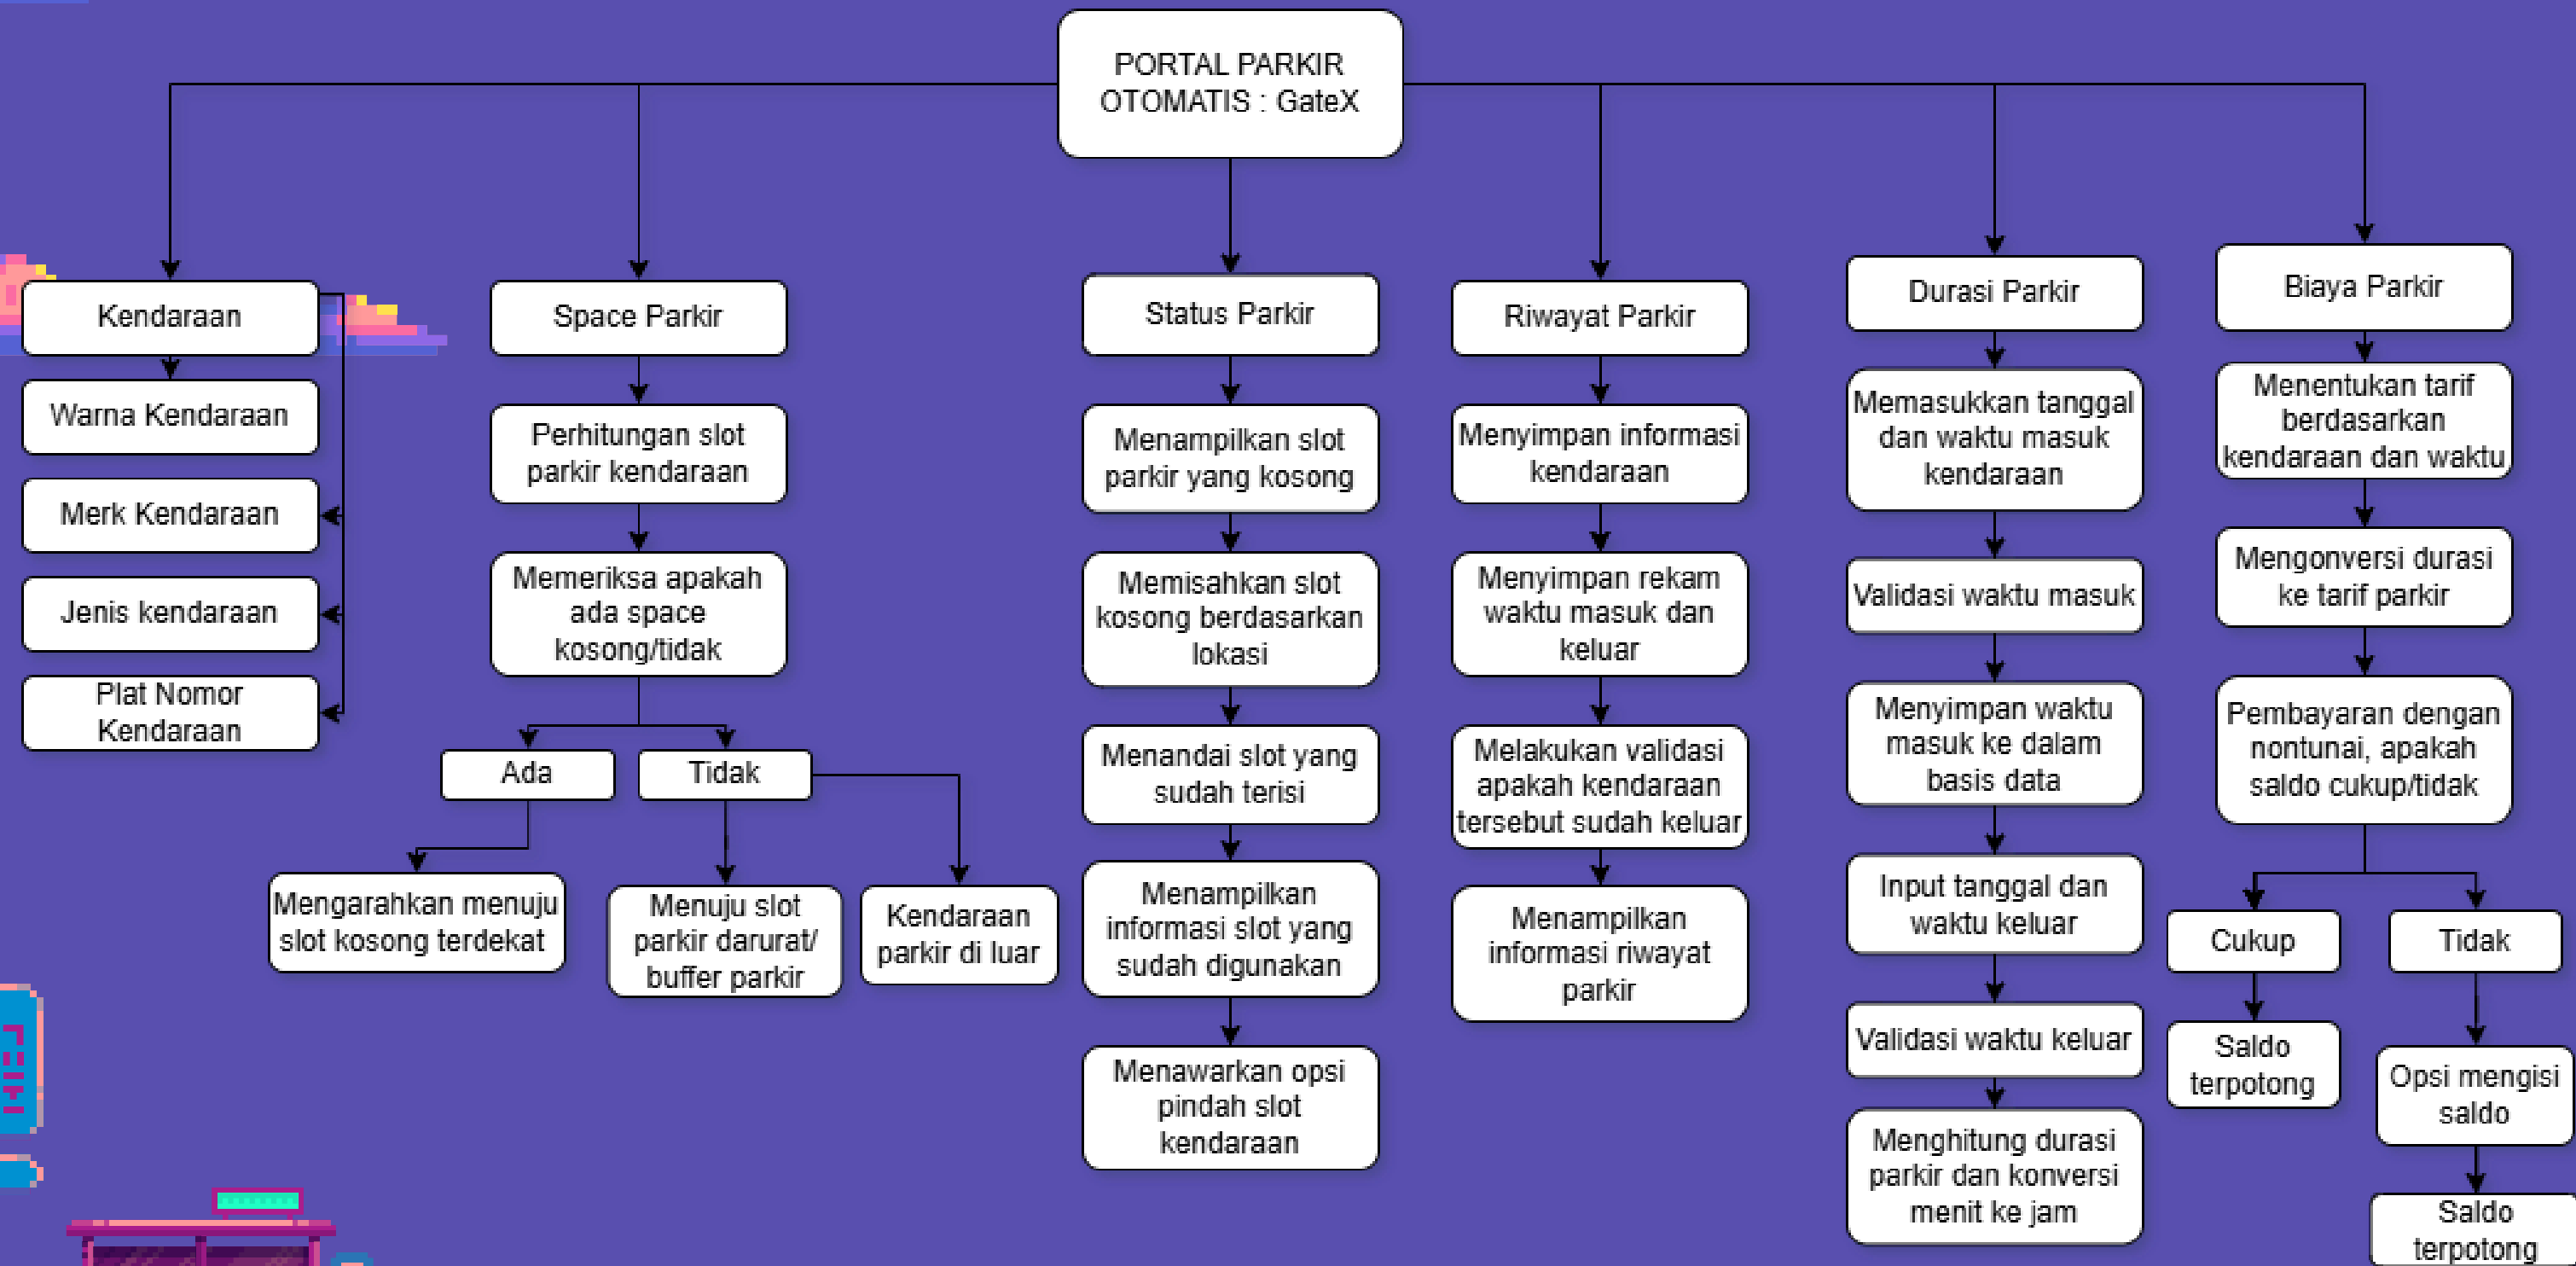 PORTAL PARKIR
OTOMATIS : GateX
Kendaraan
Warna Kendaraan
Merk Kendaraan
Jenis kendaraan
Plat Nomor
Kendaraan
Space Parkir
Perhitungan slot
parkir kendaraan
Memeriksa apakah
ada space
kosong/tidak
Ada
Tidak
Mengarahkan menuju
slot kosong terdekat
Menuju slot
parkir darurat/
buffer parkir
Kendaraan
parkir di luar
Status Parkir
Menampilkan slot
parkir yang kosong
Memisahkan slot
kosong berdasarkan
lokasi
Menandai slot yang
sudah terisi
Menampilkan
informasi slot yang
sudah digunakan
Menawarkan opsi
pindah slot
kendaraan
Riwayat Parkir
Menyimpan informasi
kendaraan
Menyimpan rekam
waktu masuk dan
keluar
Melakukan validasi
apakah kendaraan
tersebut sudah keluar
Menampilkan
informasi riwayat
parkir
Durasi Parkir
Memasukkan tanggal
dan waktu masuk
kendaraan
Validasi waktu masuk
Menyimpan waktu
masuk ke dalam
basis data
Input tanggal dan
waktu keluar
Validasi waktu keluar
Menghitung durasi
parkir dan konversi
menit ke jam
Biaya Parkir
Menentukan tarif
berdasarkan
kendaraan dan waktu
Mengonversi durasi
ke tarif parkir
Pembayaran dengan
nontunai, apakah
saldo cukup/tidak
Cukup
Tidak
Saldo
terpotong
Opsi mengisi
saldo
Saldo
terpotong